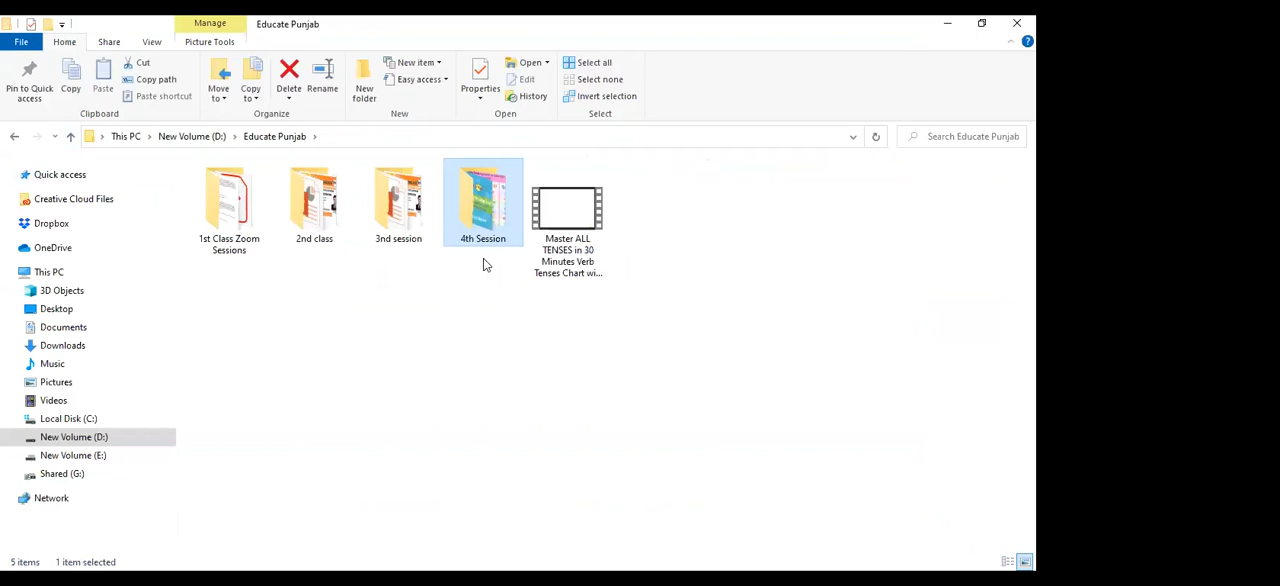 Manage
Educate Punjab
File
Home
Share
View
Picture Tools
Pin to Quick
access
Copy
Paste
Cut
Copy path
Paste shortcut
Clipboard
Move
to
Copy
to
Delete
Rename
Organize
New
folder
New item
Easy access
New
Properties
Open
Edit
History
Open
Select all
Select none
Invert selection
Select
This PC
New Volume (D:)
Educate Punjab
Search Educate Punjab
Quick access
Creative Cloud Files
Dropbox
OneDrive
This PC
3D Objects
Desktop
Documents
Downloads
Music
Pictures
Videos
Local Disk (C:)
New Volume (D:)
New Volume (E:)
Shared (G:)
Network
1st Class Zoom
Sessions
2nd class
3nd session
4th Session
Master ALL
TENSES in 30
Minutes Verb
Tenses Chart wi...
5 items
1 item selected